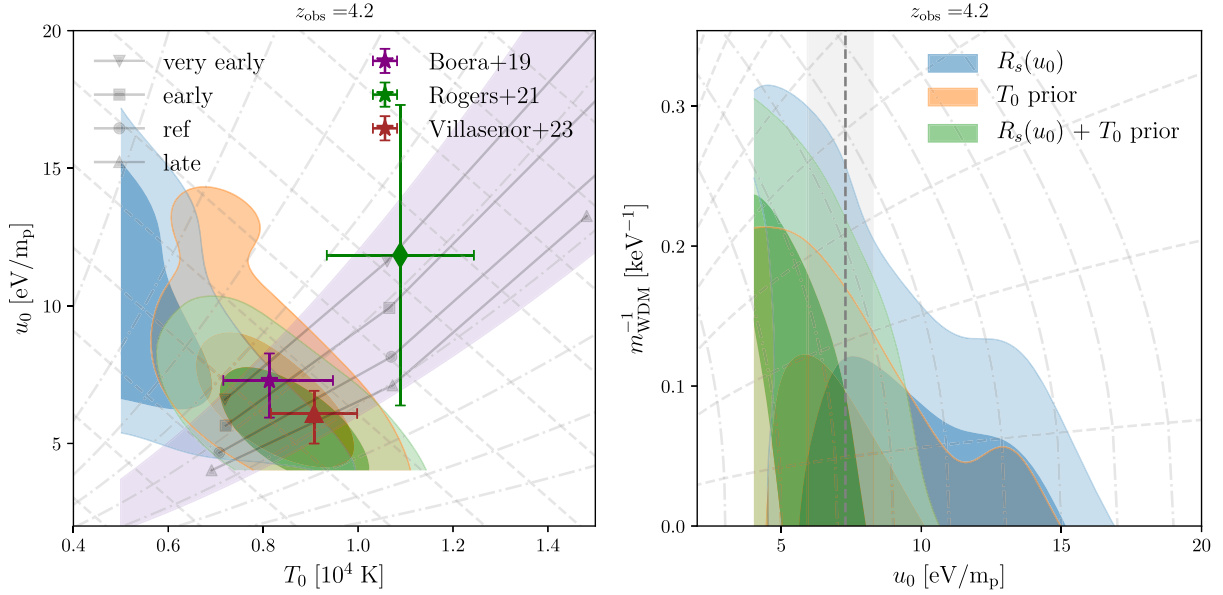 z_obs =4.2
20
15
10
5
u_0 [eV/m_p]
very early
early
ref
late
Boera+19
Rogers+21
Villasenor+23
0.4
0.6
0.8
1.0
1.2
1.4
T_0 [10^4 K]
z_obs =4.2
0.3
0.2
0.1
0.0
m_WDM^-1 [keV^-1]
R_s(u_0)
T_0 prior
R_s(u_0) + T_0 prior
5
10
15
20
u_0 [eV/m_p]